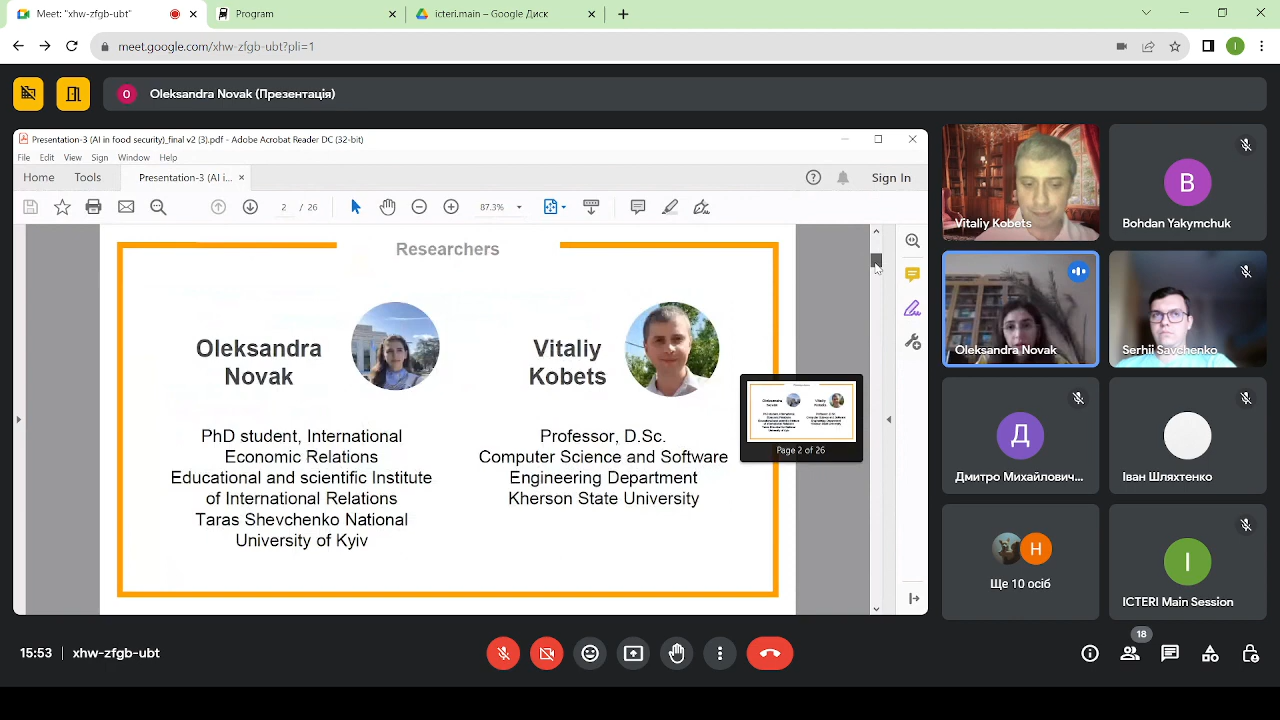 Meet: "xhw-zfgb-ubt"
Program
icteri.main – Google Диск
meet.google.com/xhw-zfgb-ubt?pli=1
I
O
Oleksandra Novak (Презентація)
Presentation-3 (AI in food security)_final v2 (3).pdf - Adobe Acrobat Reader DC (32-bit)
File Edit View Sign Window Help
Home
Tools
Presentation-3 (AI i...
Sign In
2 / 26
87.3%
Researchers
Oleksandra
Novak
PhD student, International
Economic Relations
Educational and scientific Institute
of International Relations
Taras Shevchenko National
University of Kyiv
Vitaliy
Kobets
Professor, D.Sc.
Computer Science and Software
Engineering Department
Kherson State University
Page 2 of 26
Vitaliy Kobets
B
Bohdan Yakymchuk
Oleksandra Novak
Serhii Savchenko
Д
Дмитро Михайлович...
Іван Шляхтенко
Н
Ще 10 осіб
I
ICTERI Main Session
15:53 | xhw-zfgb-ubt
18